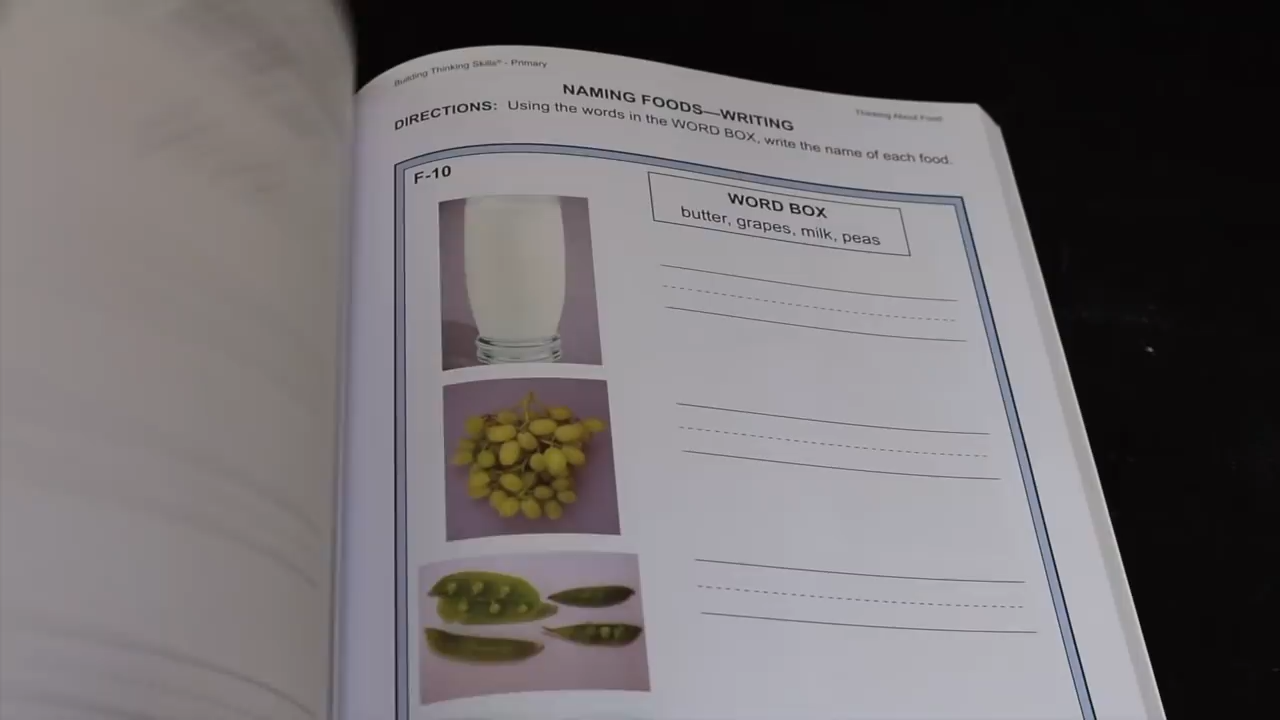 Building Thinking Skills® - Primary
Thinking About Food
NAMING FOODS—WRITING
DIRECTIONS: Using the words in the WORD BOX, write the name of each food.
F-10
WORD BOX
butter, grapes, milk, peas